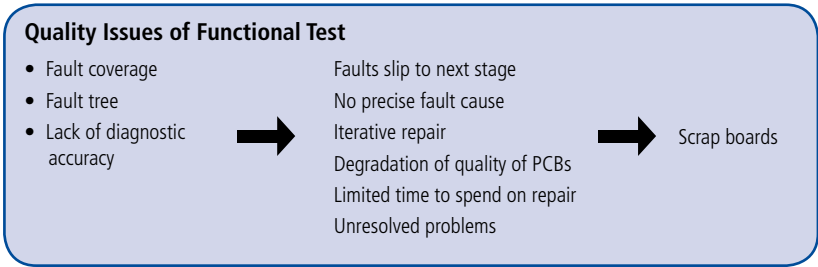 Quality Issues of Functional Test
• Fault coverage
• Fault tree
• Lack of diagnostic
accuracy
Faults slip to next stage
No precise fault cause
Iterative repair
Degradation of quality of PCBs
Limited time to spend on repair
Unresolved problems
Scrap boards